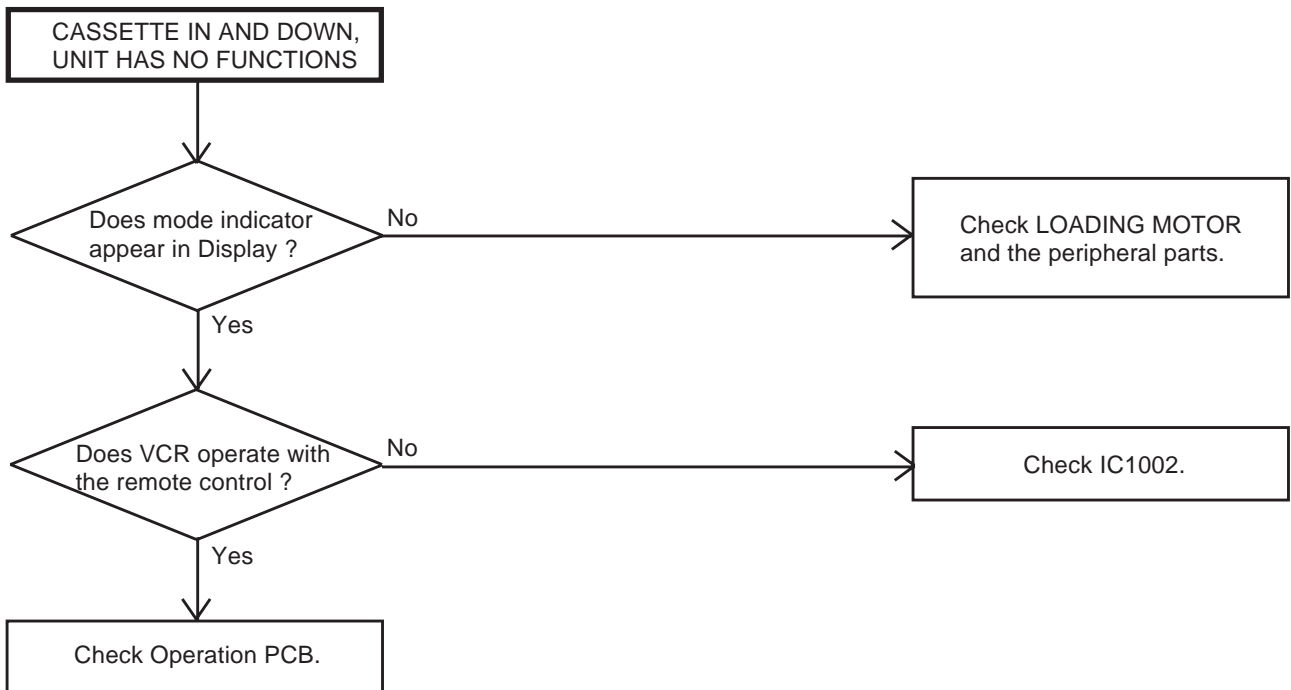 CASSETTE IN AND DOWN,
UNIT HAS NO FUNCTIONS
Does mode indicator
appear in Display ?
No
Check LOADING MOTOR
and the peripheral parts.
Yes
Does VCR operate with
the remote control ?
No
Check IC1002.
Yes
Check Operation PCB.